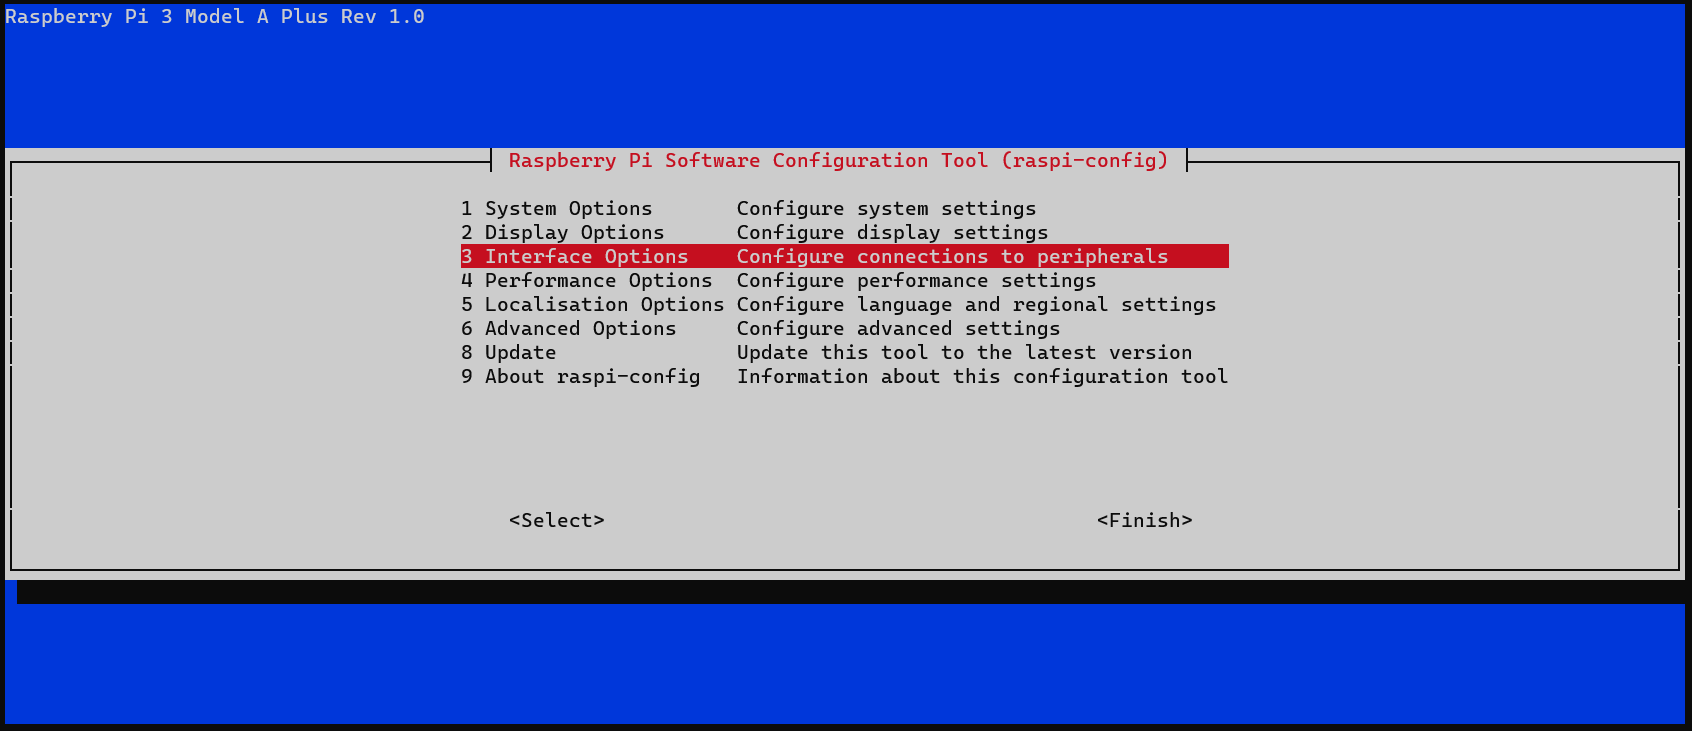 Raspberry Pi 3 Model A Plus Rev 1.0
Raspberry Pi Software Configuration Tool (raspi-config)
1 System Options Configure system settings
2 Display Options Configure display settings
3 Interface Options Configure connections to peripherals
4 Performance Options Configure performance settings
5 Localisation Options Configure language and regional settings
6 Advanced Options Configure advanced settings
8 Update Update this tool to the latest version
9 About raspi-config Information about this configuration tool
<Select> <Finish>